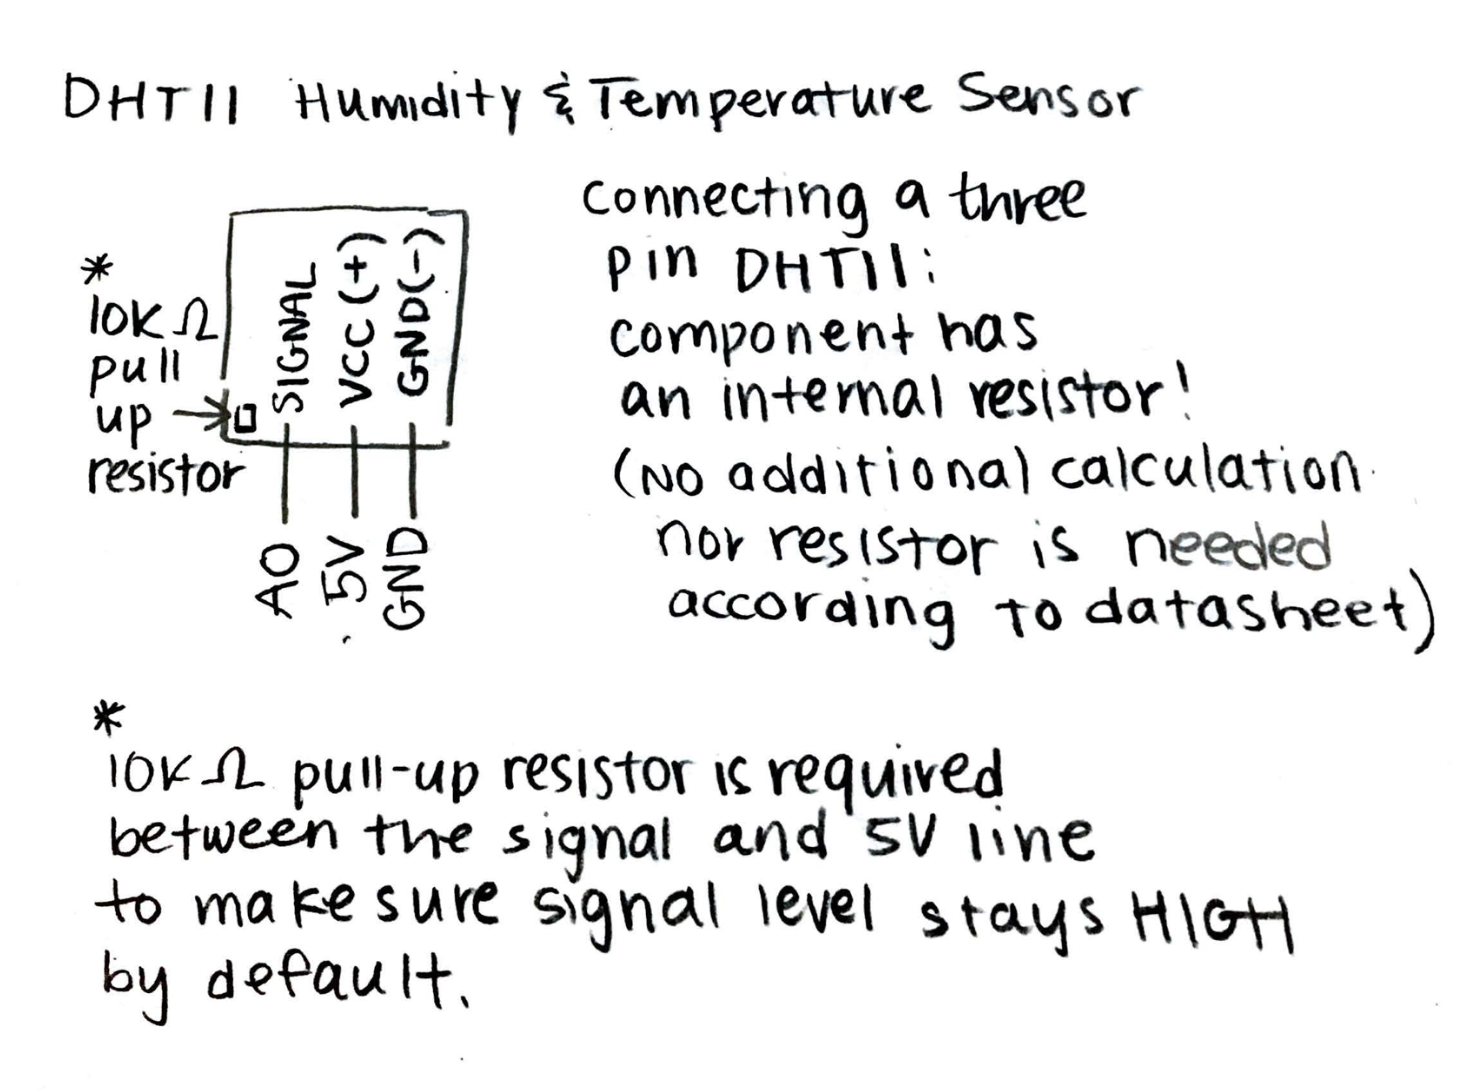 DHT11 Humidity & Temperature Sensor
connecting a three
pin DHT11:
component has
an internal resistor!
(No additional calculation
nor resistor is needed
according to datasheet)
*
10K Ω
pull
up →
resistor
SIGNAL
VCC (+)
GND(-)
A0
5V
GND
*
10K Ω pull-up resistor is required
between the signal and 5V line
to make sure signal level stays HIGH
by default.